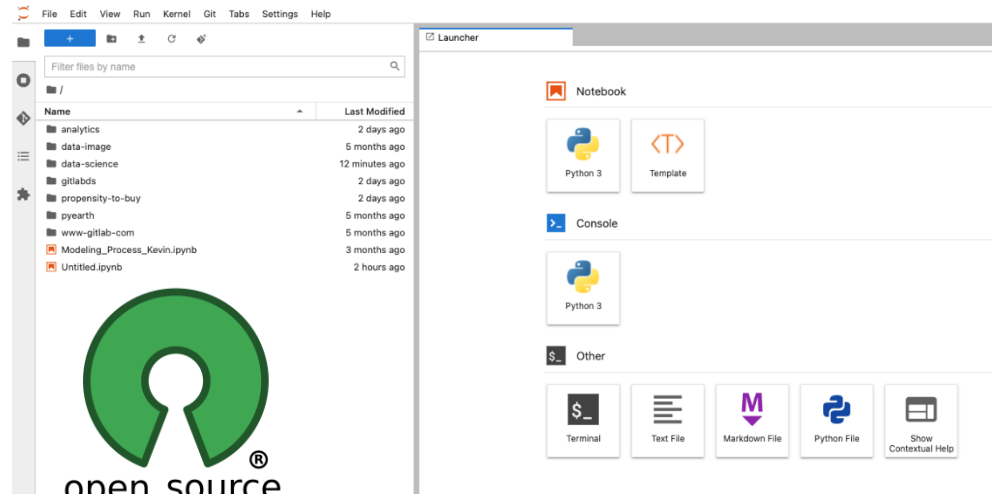 File Edit View Run Kernel Git Tabs Settings Help
+
Filter files by name
/
Name Last Modified
analytics 2 days ago
data-image 5 months ago
data-science 12 minutes ago
gitlabds 2 days ago
propensity-to-buy 2 days ago
pyearth 5 months ago
www-gitlab-com 5 months ago
Modeling_Process_Kevin.ipynb 3 months ago
Untitled.ipynb 2 hours ago
®
open source
Launcher
Notebook
Python 3
<T>
Template
>_ Console
Python 3
$_ Other
$_
Terminal
Text File
M
Markdown File
Python File
Show
Contextual Help